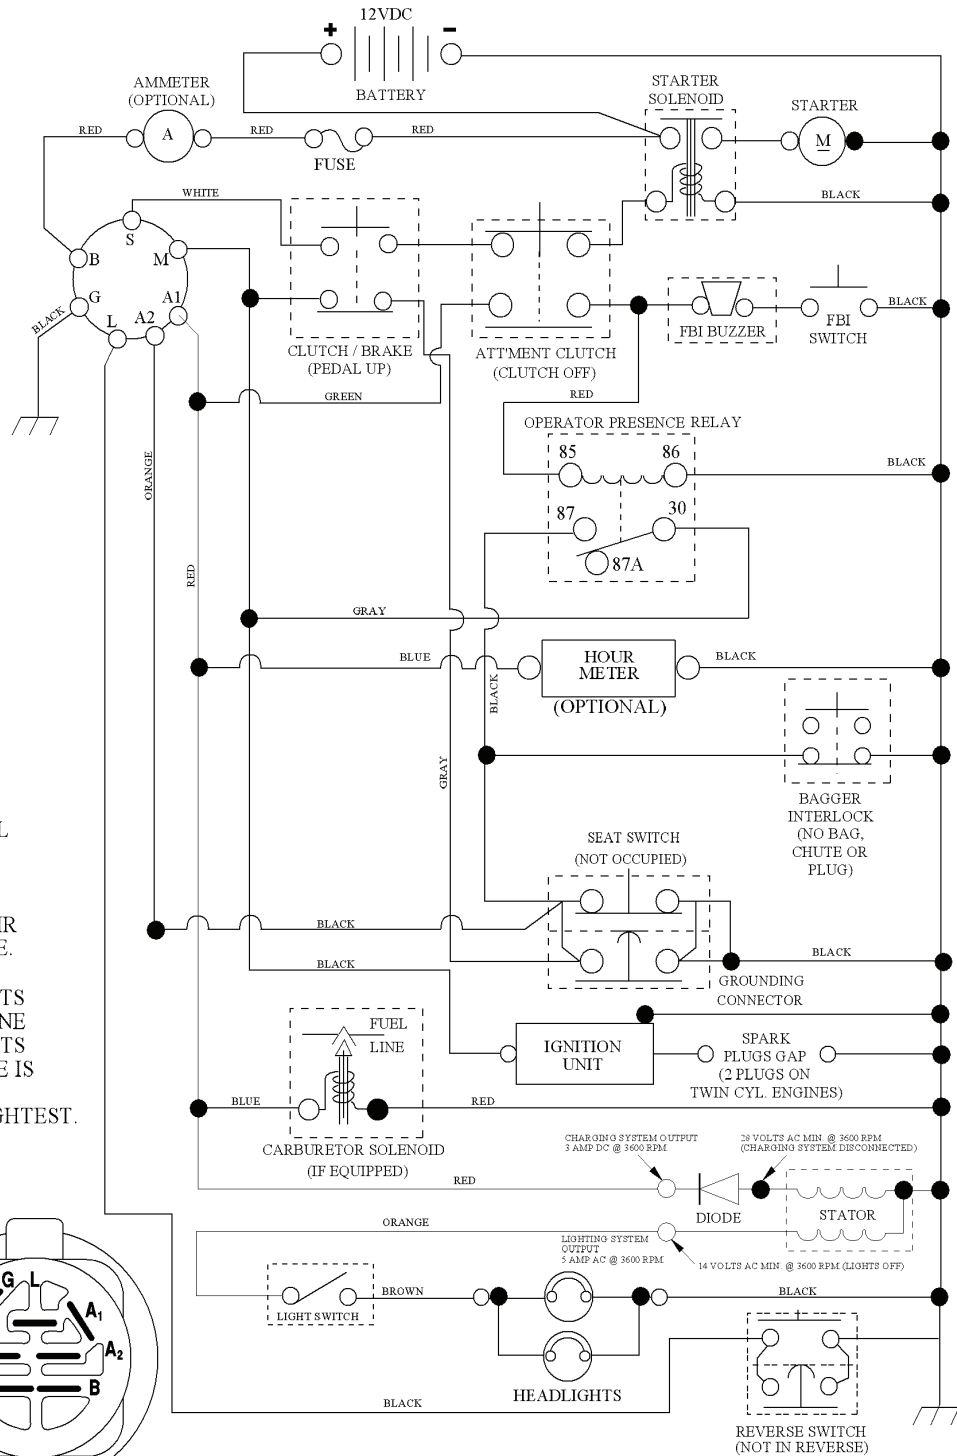 12VDC
+
-
BATTERY
AMMETER
(OPTIONAL)
A
RED
RED
FUSE
RED
STARTER
SOLENOID
STARTER
M
BLACK
WHITE
S
B
M
G
A1
L
A2
BLACK
CLUTCH / BRAKE
(PEDAL UP)
ATT'MENT CLUTCH
(CLUTCH OFF)
FBI BUZZER
FBI
SWITCH
BLACK
GREEN
RED
ORANGE
RED
OPERATOR PRESENCE RELAY
85
86
87
30
87A
BLACK
GRAY
BLUE
HOUR
METER
(OPTIONAL)
BLACK
BLACK
GRAY
BAGGER
INTERLOCK
(NO BAG,
CHUTE OR
PLUG)
SEAT SWITCH
(NOT OCCUPIED)
BLACK
BLACK
BLACK
GROUNDING
CONNECTOR
L
IR
E.
TS
NE
TS
E IS
GHTEST.
FUEL
LINE
IGNITION
UNIT
SPARK
PLUGS GAP
(2 PLUGS ON
TWIN CYL. ENGINES)
BLUE
RED
CARBURETOR SOLENOID
(IF EQUIPPED)
CHARGING SYSTEM OUTPUT
3 AMP DC @ 3600 RPM
28 VOLTS AC MIN. @ 3600 RPM
(CHARGING SYSTEM DISCONNECTED)
RED
DIODE
STATOR
ORANGE
LIGHTING SYSTEM
OUTPUT
5 AMP AC @ 3600 RPM
14 VOLTS AC MIN. @ 3600 RPM (LIGHTS OFF)
LIGHT SWITCH
BROWN
BLACK
HEADLIGHTS
BLACK
REVERSE SWITCH
(NOT IN REVERSE)
G
L
A1
A2
B